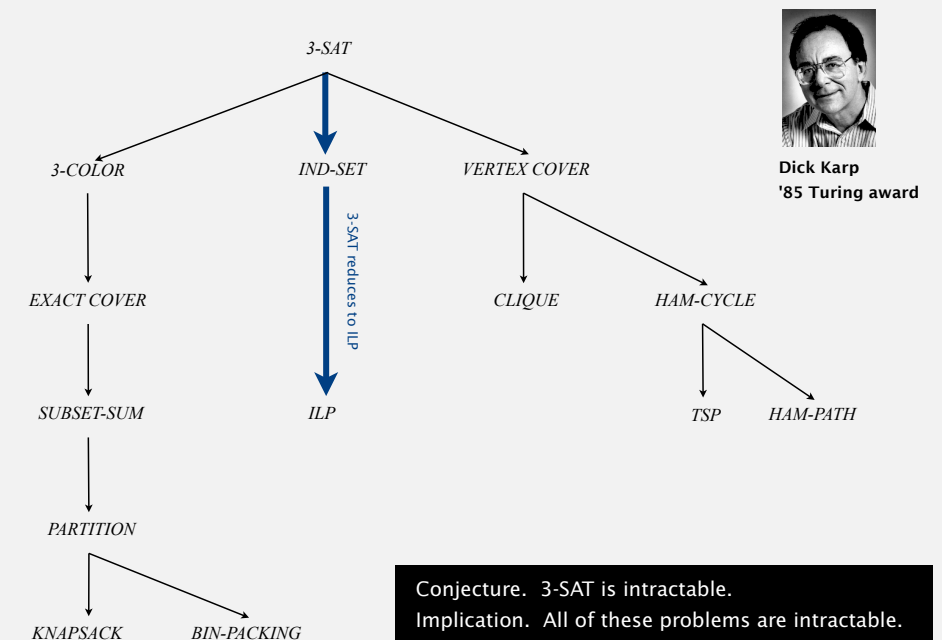 3-SAT
3-COLOR
IND-SET
VERTEX COVER
Dick Karp
'85 Turing award
3-SAT reduces to ILP
EXACT COVER
CLIQUE
HAM-CYCLE
SUBSET-SUM
ILP
TSP
HAM-PATH
PARTITION
Conjecture. 3-SAT is intractable.
Implication. All of these problems are intractable.
KNAPSACK
BIN-PACKING